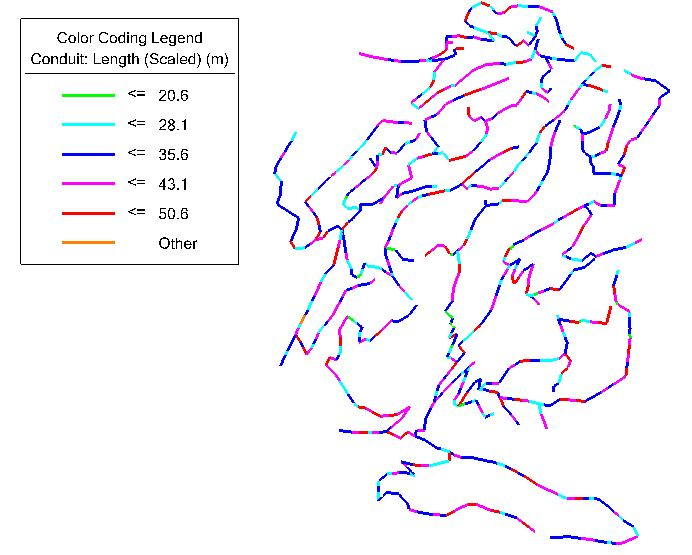 Color Coding Legend
Conduit: Length (Scaled) (m)
<= 20.6
<= 28.1
<= 35.6
<= 43.1
<= 50.6
Other